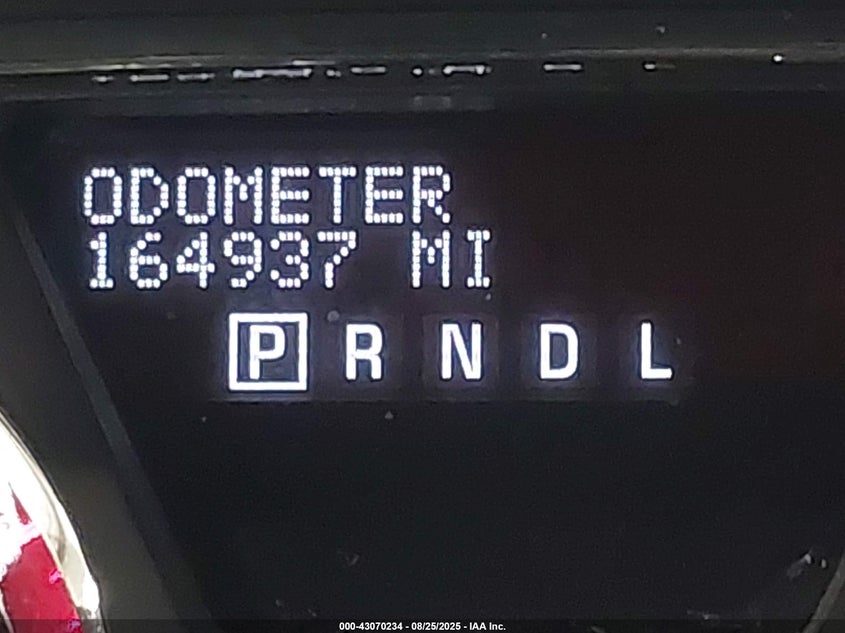 ODOMETER
164937 MI
P R N D L
000-43070234 - 08/25/2025 - IAA Inc.